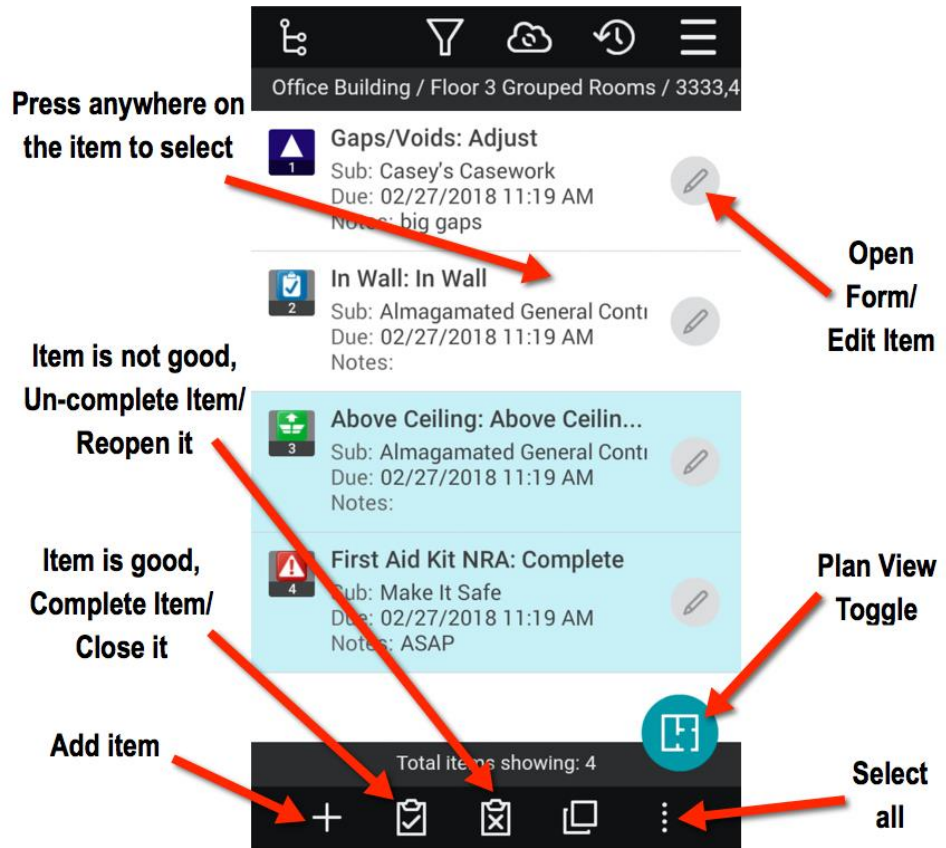 Office Building / Floor 3 Grouped Rooms / 3333,4
Press anywhere on
the item to select
Gaps/Voids: Adjust
1
Sub: Casey's Casework
Due: 02/27/2018 11:19 AM
Notes: big gaps
Open
Form/
Edit Item
In Wall: In Wall
2
Sub: Almagamated General Contr
Due: 02/27/2018 11:19 AM
Notes:
Item is not good,
Un-complete Item/
Reopen it
Above Ceiling: Above Ceilin...
3
Sub: Almagamated General Contr
Due: 02/27/2018 11:19 AM
Notes:
Item is good,
Complete Item/
Close it
First Aid Kit NRA: Complete
4
Sub: Make It Safe
Due: 02/27/2018 11:19 AM
Notes: ASAP
Plan View
Toggle
Add item
Total items showing: 4
Select
all